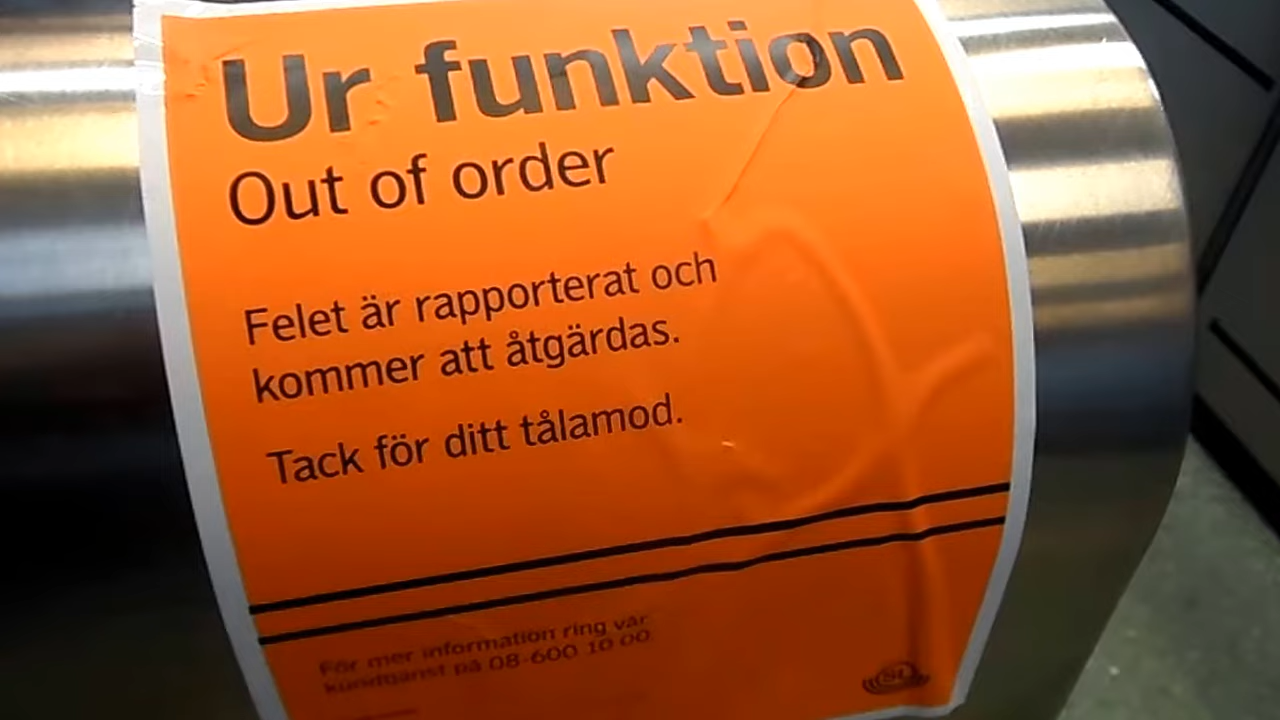 Ur funktion
Out of order
Felet är rapporterat och
kommer att åtgärdas.
Tack för ditt tålamod.
För mer information ring vår
kundtjänst på 08-600 10 00
SL